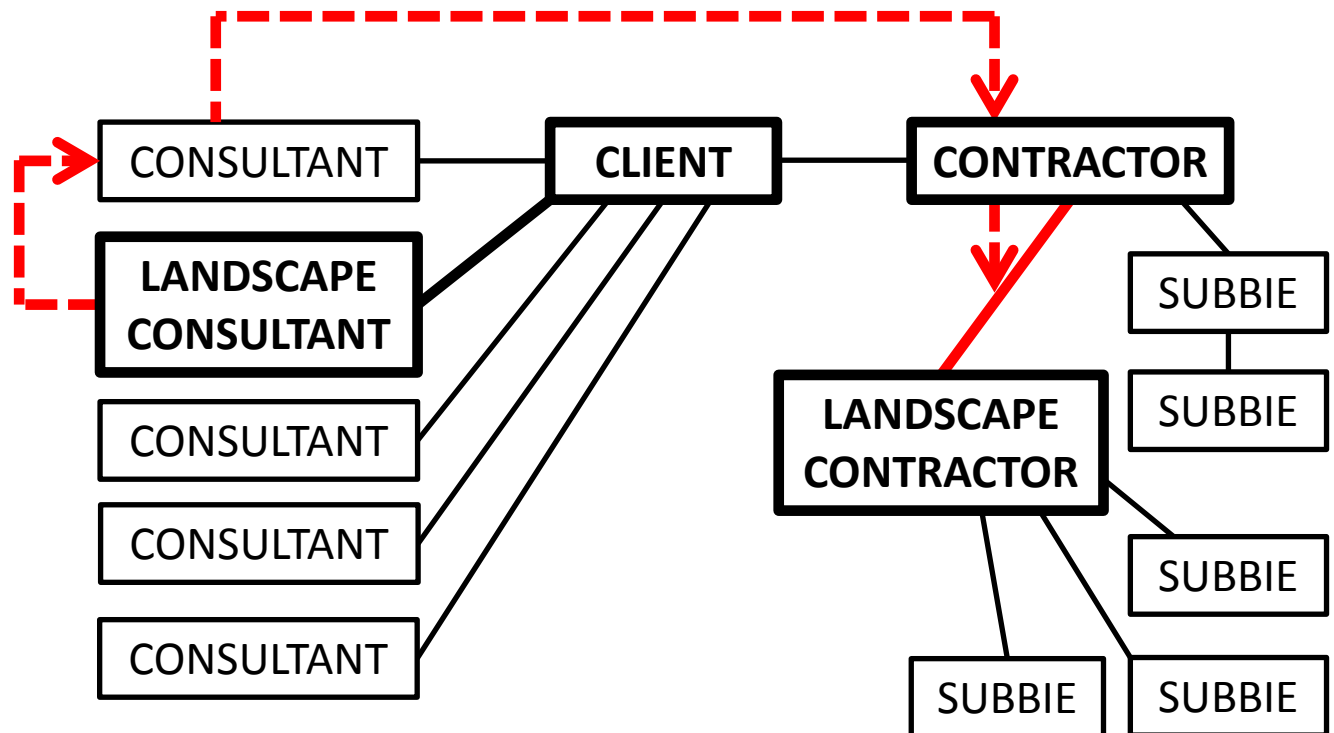 CONSULTANT
CLIENT
CONTRACTOR
LANDSCAPE
CONSULTANT
SUBBIE
SUBBIE
CONSULTANT
LANDSCAPE
CONTRACTOR
CONSULTANT
SUBBIE
CONSULTANT
SUBBIE
SUBBIE